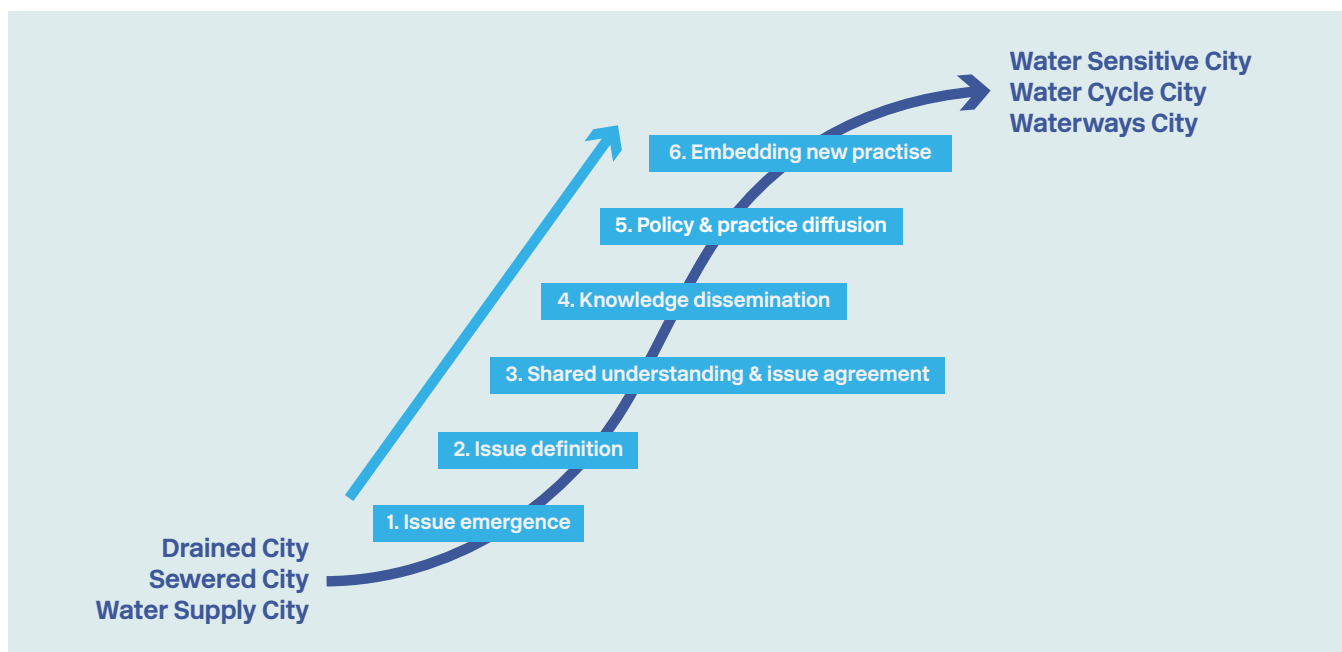 Water Sensitive City
Water Cycle City
Waterways City
6. Embedding new practise
5. Policy & practice diffusion
4. Knowledge dissemination
3. Shared understanding & issue agreement
2. Issue definition
1. Issue emergence
Drained City
Sewered City
Water Supply City